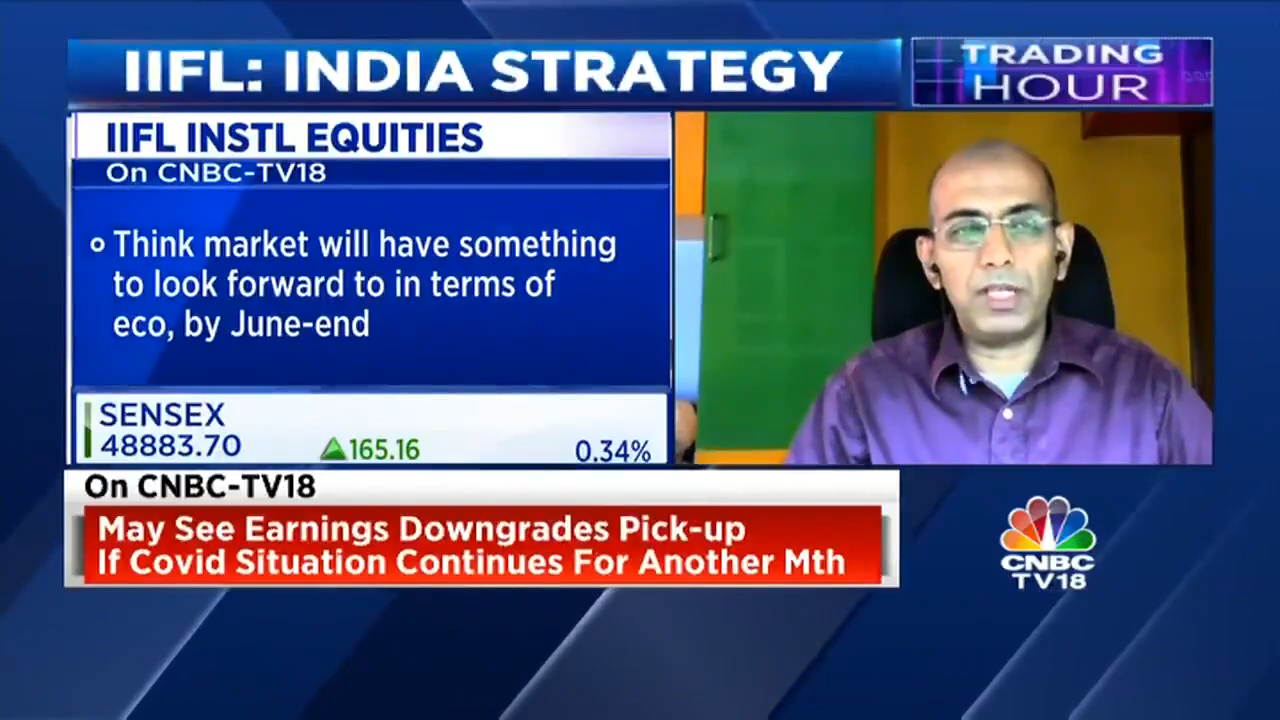 IIFL: INDIA STRATEGY
TRADING
HOUR
IIFL INSTL EQUITIES
On CNBC-TV18
Think market will have something
to look forward to in terms of
eco, by June-end
SENSEX
48883.70 165.16 0.34%
On CNBC-TV18
May See Earnings Downgrades Pick-up
If Covid Situation Continues For Another Mth
CNBC
TV18